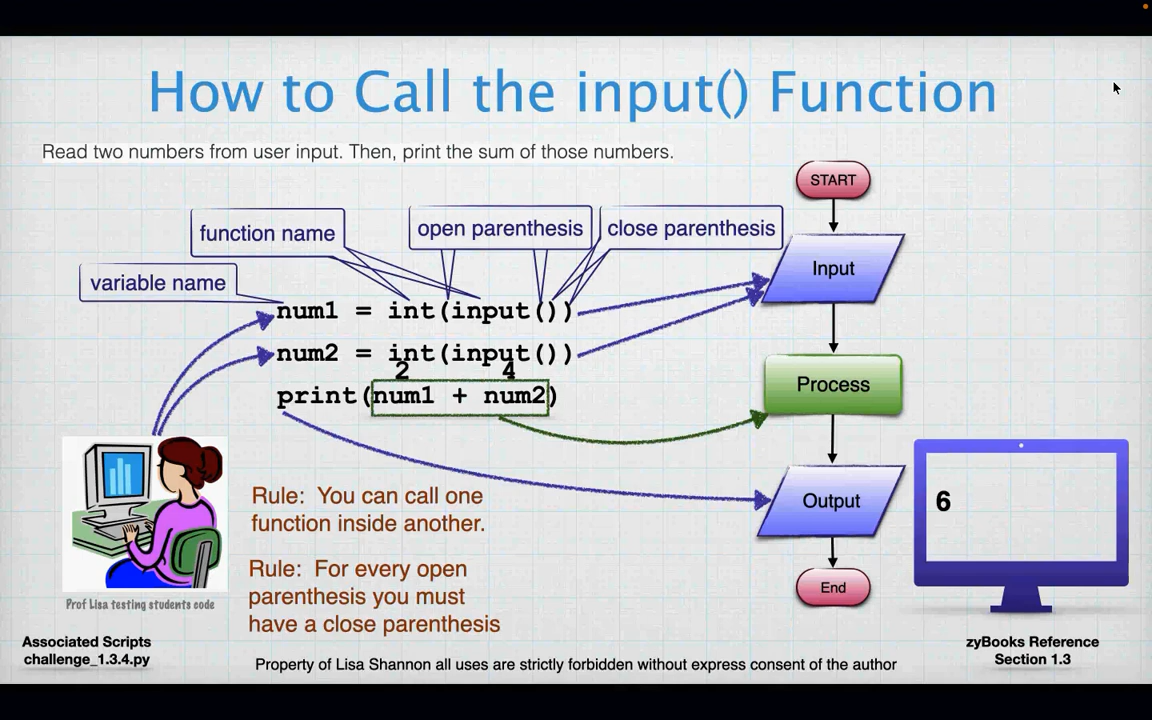 How to Call the input() Function
Read two numbers from user input. Then, print the sum of those numbers.
START
function name
open parenthesis
close parenthesis
variable name
Input
num1 = int(input())
num2 = int(input())
2 4
print(num1 + num2)
Process
Rule: You can call one
function inside another.
Output
6
Rule: For every open
parenthesis you must
have a close parenthesis
End
Prof Lisa testing students code
Associated Scripts
challenge_1.3.4.py
zyBooks Reference
Section 1.3
Property of Lisa Shannon all uses are strictly forbidden without express consent of the author